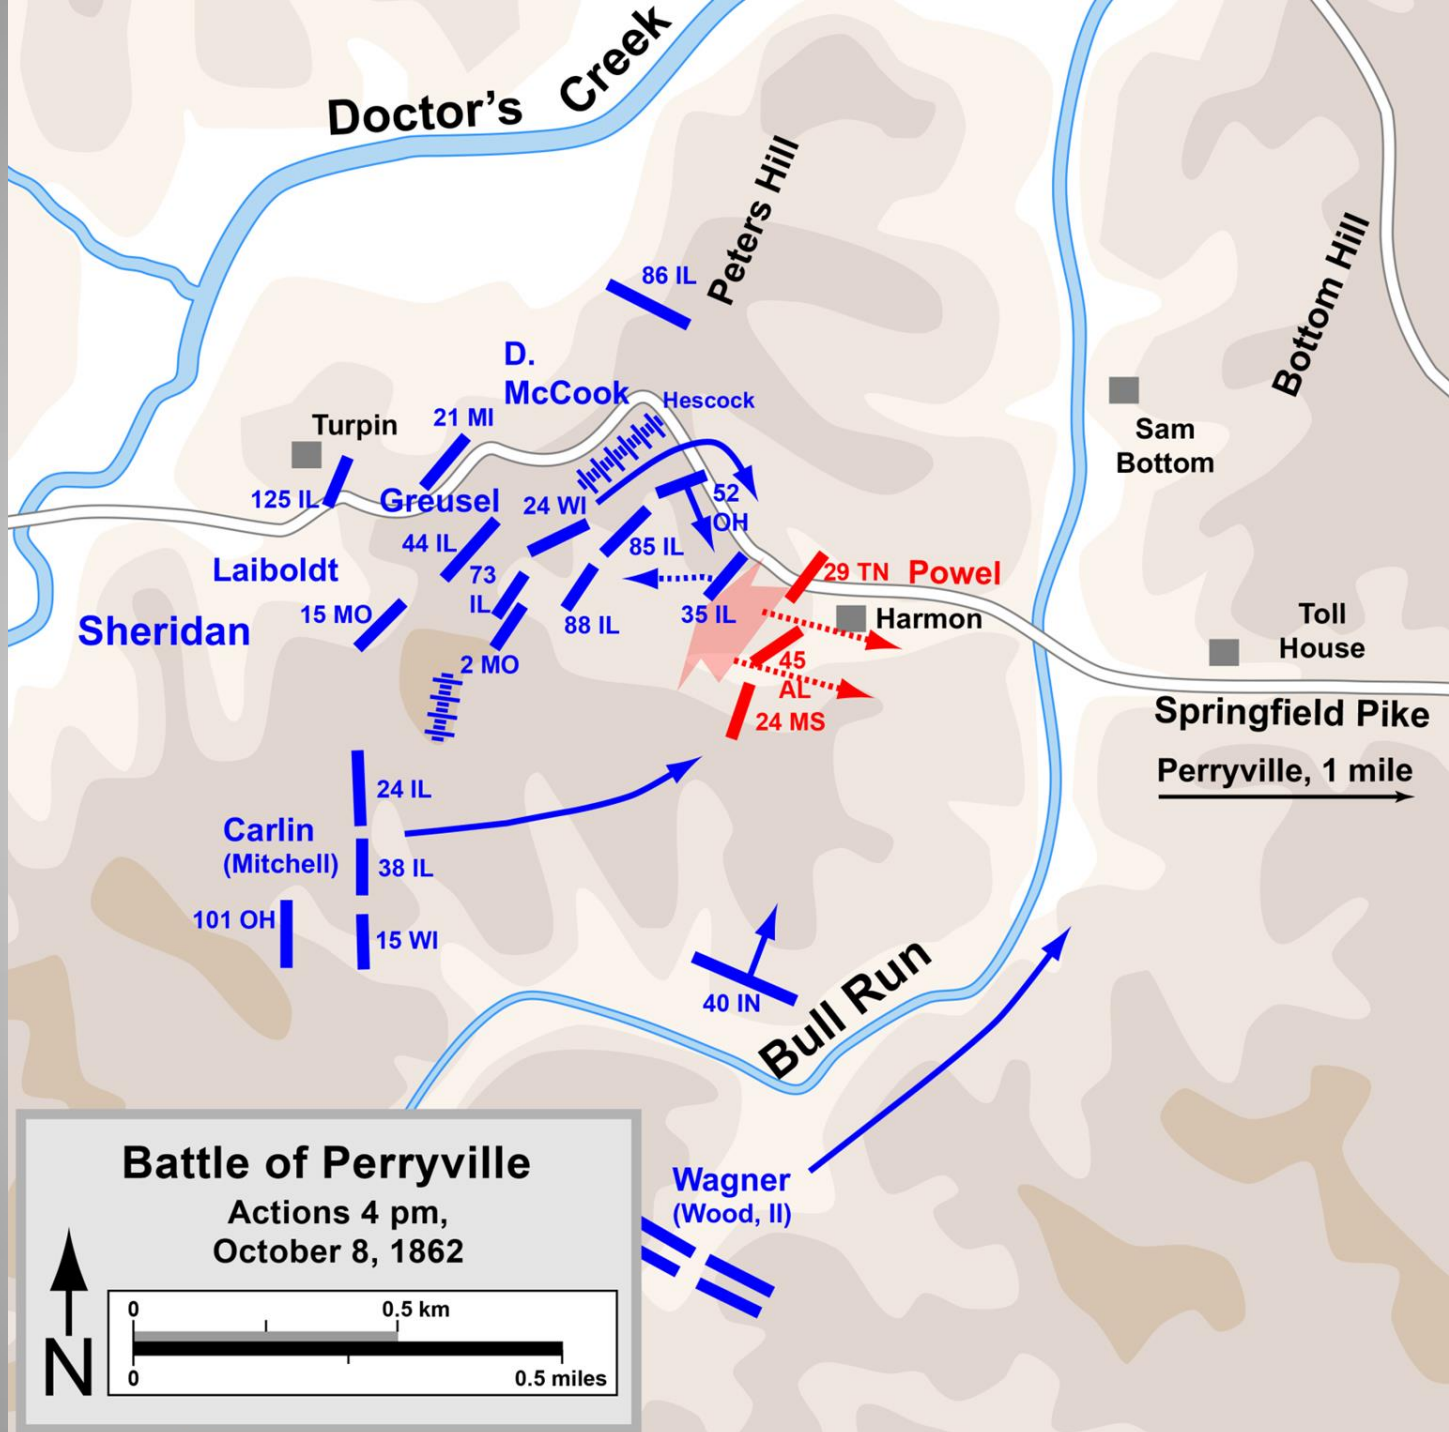 Doctor's Creek
Peters Hill
Bottom Hill
86 IL
D.
McCook
Hescock
21 MI
Turpin
125 IL
Greusel
24 WI
52
OH
44 IL
85 IL
Laiboldt
73
IL
15 MO
88 IL
35 IL
29 TN
Powel
Harmon
Sam
Bottom
Toll
House
Sheridan
2 MO
45
AL
24 MS
Springfield Pike
Perryville, 1 mile
24 IL
Carlin
(Mitchell)
38 IL
101 OH
15 WI
40 IN
Bull Run
Wagner
(Wood, II)
Battle of Perryville
Actions 4 pm,
October 8, 1862
N
0
0.5 km
0
0.5 miles